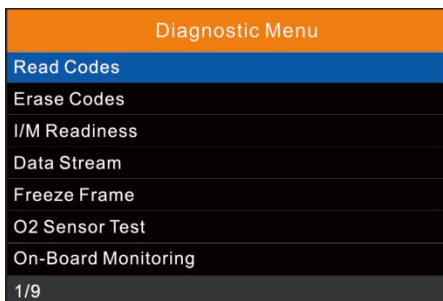 Diagnostic Menu
Read Codes
Erase Codes
I/M Readiness
Data Stream
Freeze Frame
O2 Sensor Test
On-Board Monitoring
1/9